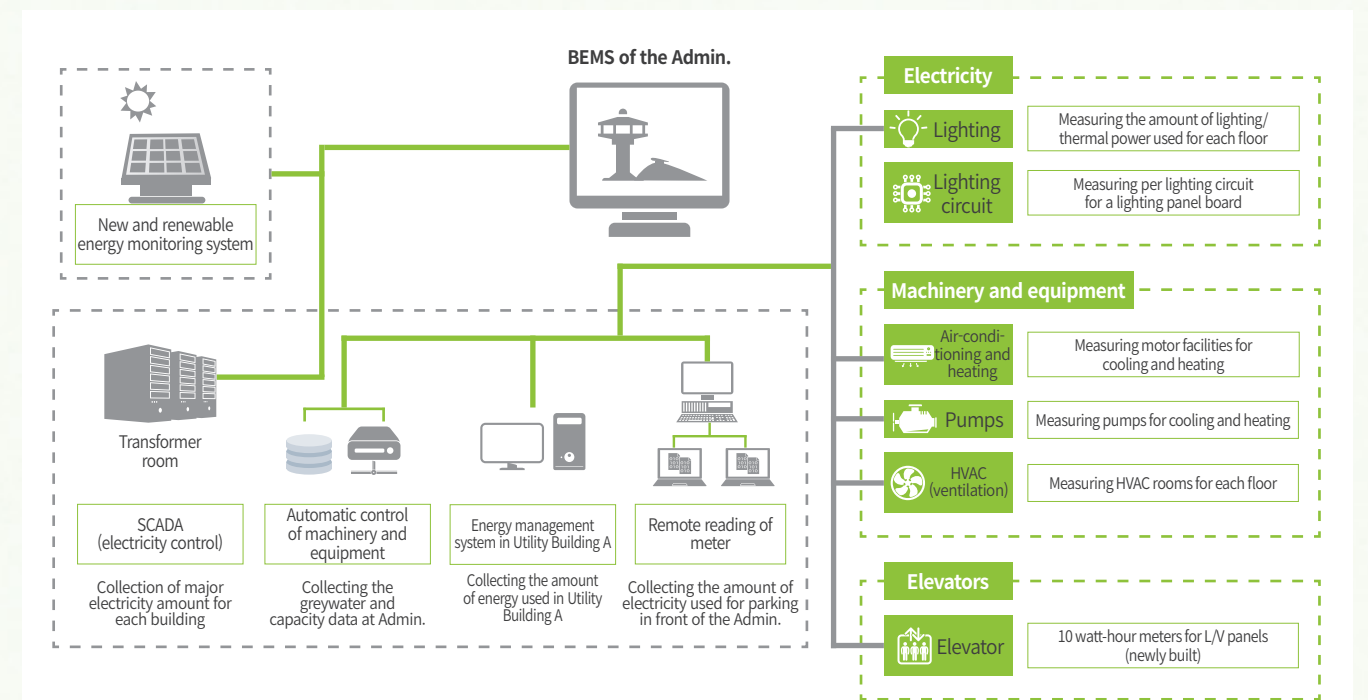 BEMS of the Admin.
New and renewable
energy monitoring system
Transformer
room
SCADA
(electricity control)
Collection of major
electricity amount for
each building
Automatic control
of machinery and
equipment
Collecting the
greywater and
capacity data at Admin.
Energy management
system in Utility Building A
Collecting the amount
of energy used in Utility
Building A
Remote reading of
meter
Collecting the amount of
electricity used for parking
in front of the Admin.
Electricity
Lighting
Measuring the amount of lighting/
thermal power used for each floor
Lighting
circuit
Measuring per lighting circuit
for a lighting panel board
Machinery and equipment
Air-condi-
tioning and
heating
Measuring motor facilities for
cooling and heating
Pumps
Measuring pumps for cooling and heating
HVAC
(ventilation)
Measuring HVAC rooms for each floor
Elevators
Elevator
10 watt-hour meters for L/V panels
(newly built)